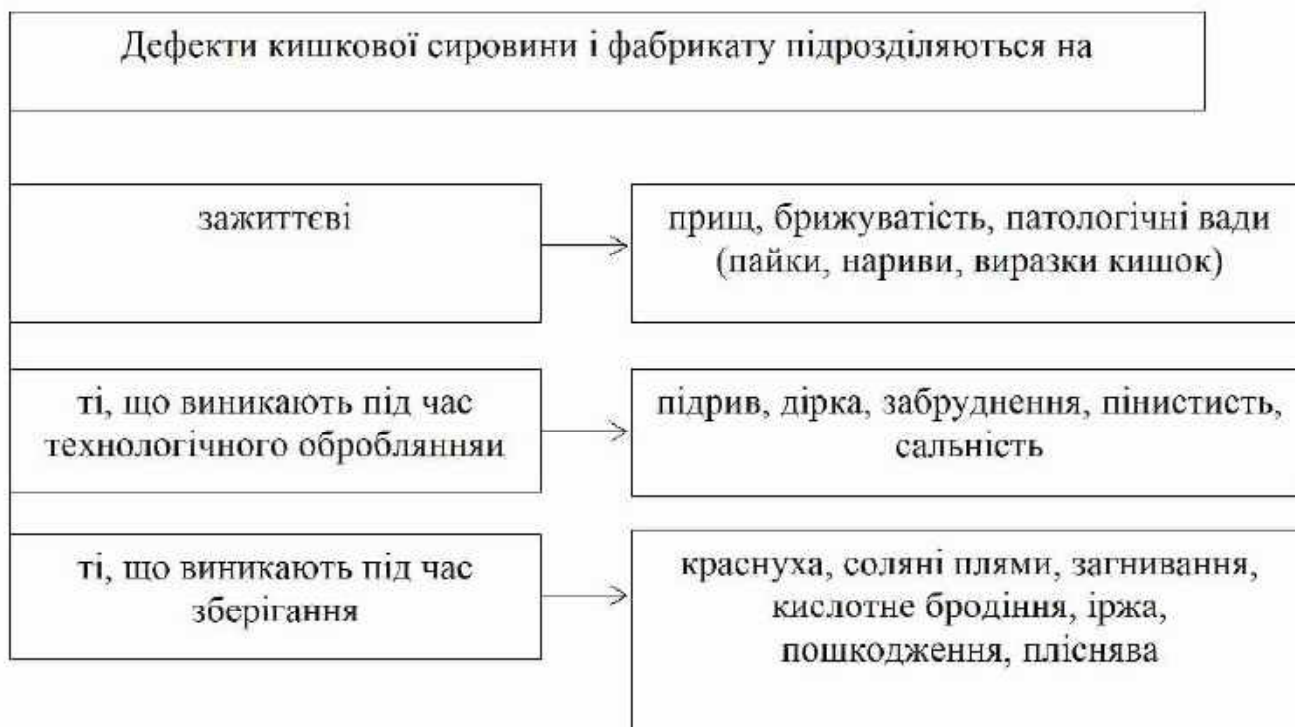 Дефекти кишкової сировини і фабрикату підрозділяються на
зажиттєві
прищ, брижуватість, патологічні вади
(пайки, нариви, виразки кишок)
ті, що виникають під час
технологічного оброблянняи
підрив, дірка, забруднення, пінистисть,
сальність
ті, що виникають під час
зберігання
краснуха, соляні плями, загнивання,
кислотне бродіння, іржа,
пошкодження, пліснява